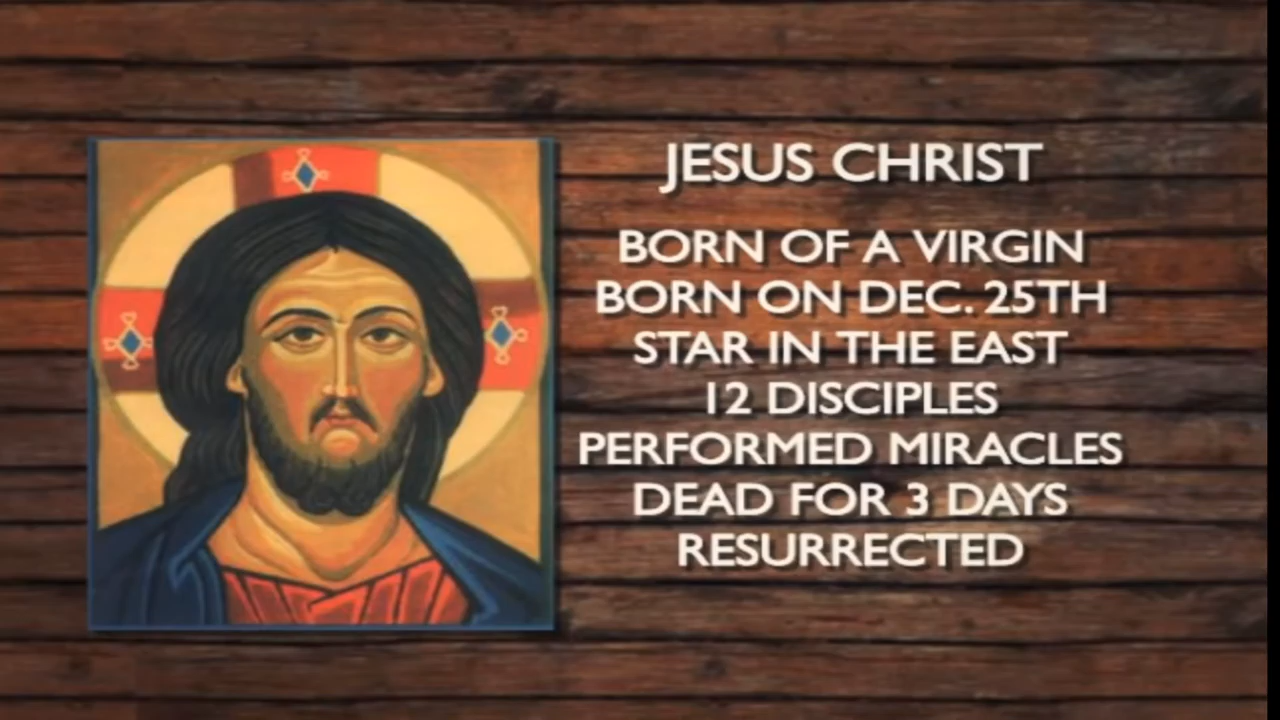 JESUS CHRIST
BORN OF A VIRGIN
BORN ON DEC. 25TH
STAR IN THE EAST
12 DISCIPLES
PERFORMED MIRACLES
DEAD FOR 3 DAYS
RESURRECTED